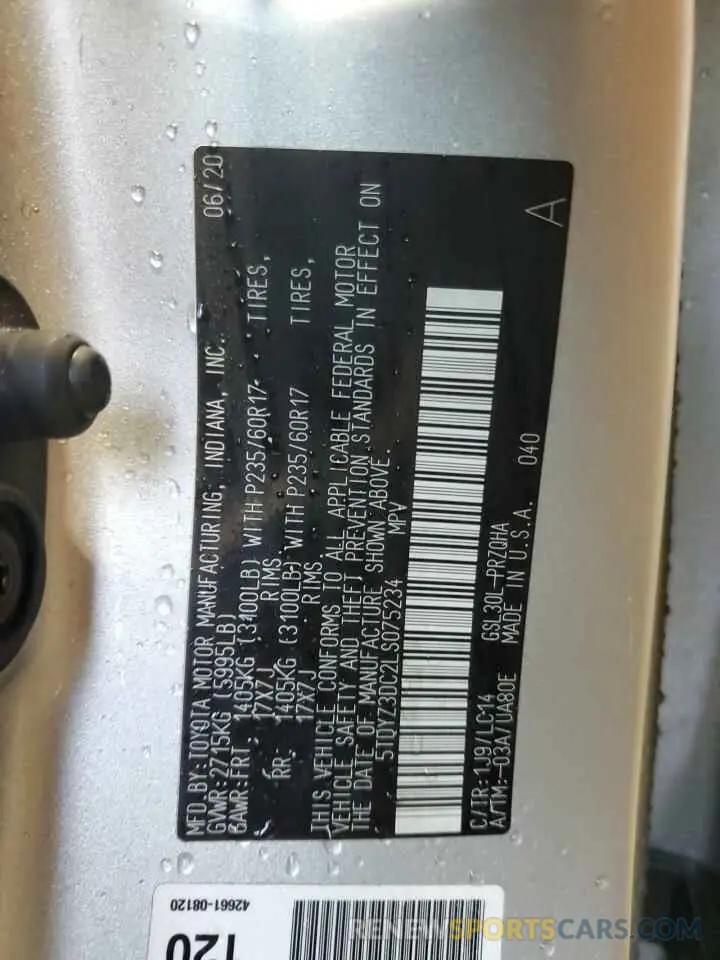 MFD.BY:TOYOTA MOTOR MANUFACTURING, INDIANA, INC. 06/20
GVWR:2715KG (5995LB)
GAWR:FRT. 1405KG (3100LB) WITH P235/60R17 TIRES,
17X7J RIMS
RR. 1405KG (3100LB) WITH P235/60R17 TIRES,
17X7J RIMS
THIS VEHICLE CONFORMS TO ALL APPLICABLE FEDERAL MOTOR
VEHICLE SAFETY AND THEFT PREVENTION STANDARDS IN EFFECT ON
THE DATE OF MANUFACTURE SHOWN ABOVE.
5TDYZ3DC2LS075234 MPV
C/TR:1J9/LC14 GSL30L-PRZQHA
A/TM:-03A/UA80E MADE IN U.S.A. 040
A
42661-08120
120
RENEWSPORTSCARS.COM